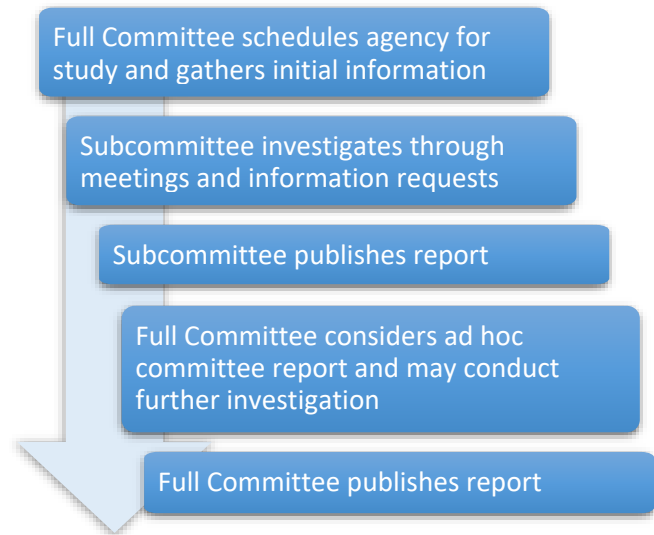 Full Committee schedules agency for
study and gathers initial information
Subcommittee investigates through
meetings and information requests
Subcommittee publishes report
Full Committee considers ad hoc
committee report and may conduct
further investigation
Full Committee publishes report